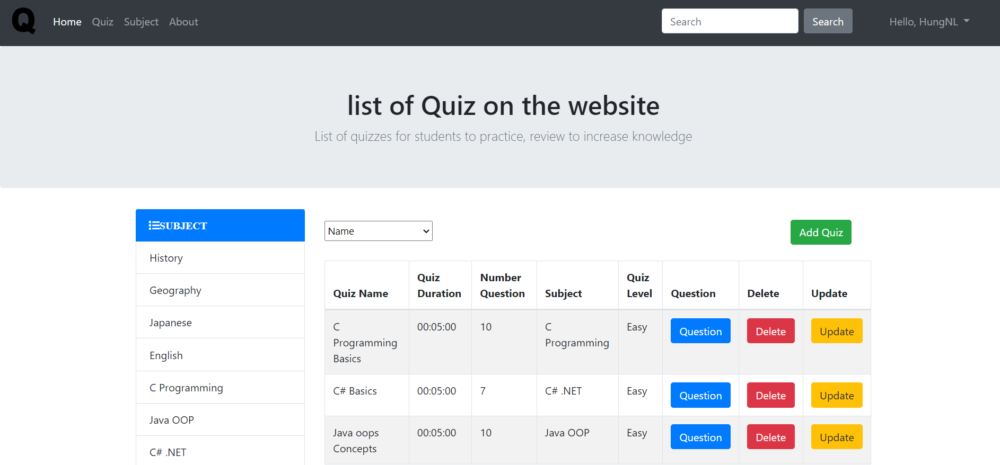 Q
Home Quiz Subject About Search Search Hello, HungNL
list of Quiz on the website
List of quizzes for students to practice, review to increase knowledge
SUBJECT
History
Geography
Japanese
English
C Programming
Java OOP
C# .NET
Name
Add Quiz
Quiz Name Quiz Duration Number Question Subject Quiz Level Question Delete Update
C Programming Basics 00:05:00 10 C Programming Easy Question Delete Update
C# Basics 00:05:00 7 C# .NET Easy Question Delete Update
Java oops Concepts 00:05:00 10 Java OOP Easy Question Delete Update